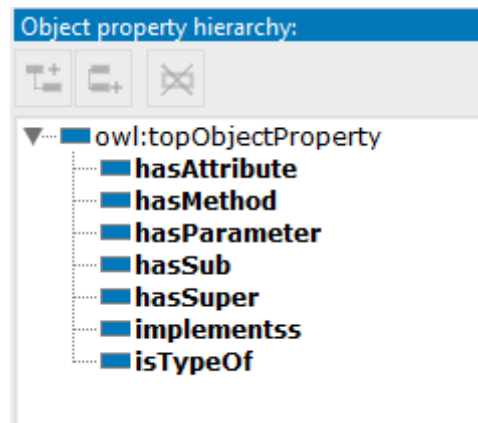 Object property hierarchy:
owl:topObjectProperty
hasAttribute
hasMethod
hasParameter
hasSub
hasSuper
implementss
isTypeOf